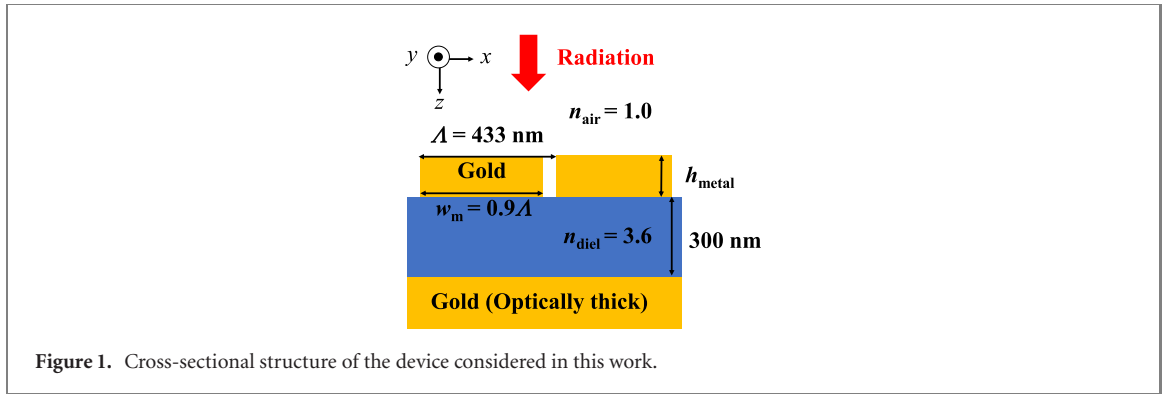 y
x
z
Radiation
n_air = 1.0
Λ = 433 nm
Gold
h_metal
w_m = 0.9Λ
n_diel = 3.6
300 nm
Gold (Optically thick)
Figure 1. Cross-sectional structure of the device considered in this work.